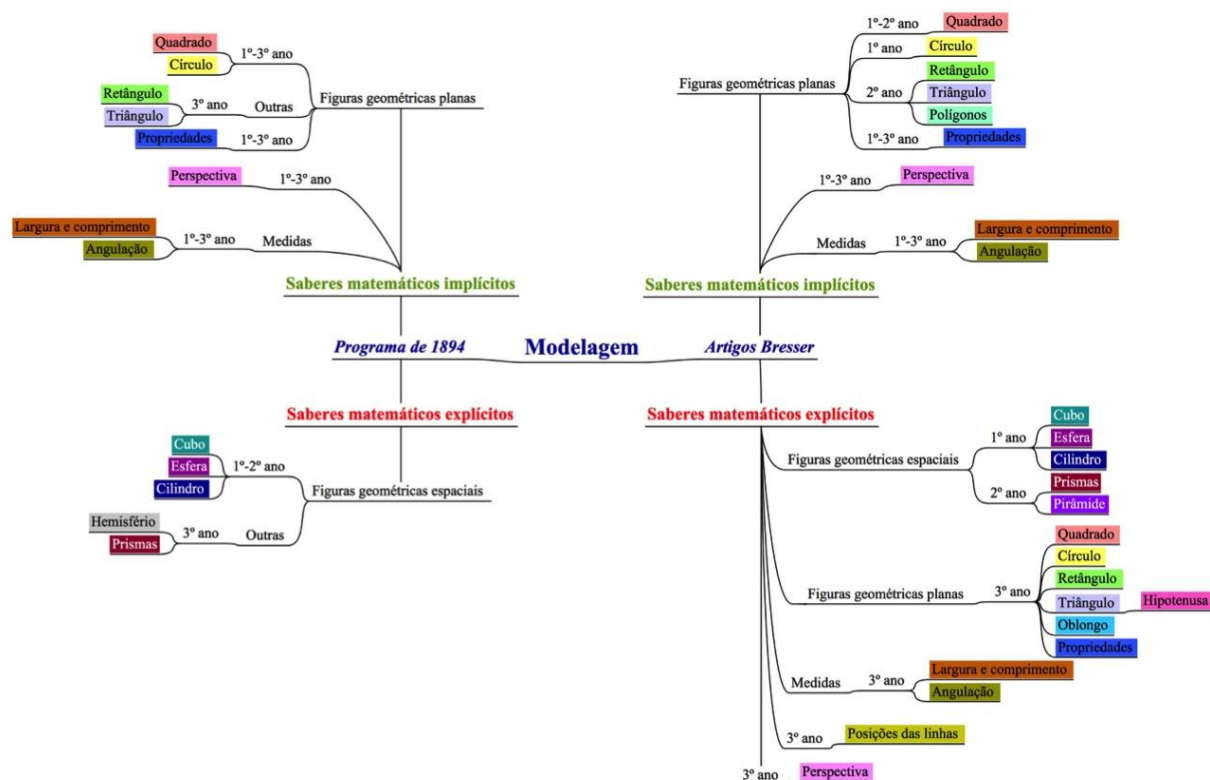 Quadrado
Círculo
1º-3º ano
Retângulo
Triângulo
3º ano
Outras
Propriedades
1º-3º ano
Figuras geométricas planas
Perspectiva
1º-3º ano
Largura e comprimento
Angulação
1º-3º ano
Medidas
Saberes matemáticos implícitos
Figuras geométricas planas
1º-2º ano
Quadrado
1º ano
Círculo
2º ano
Retângulo
Triângulo
Polígonos
1º-3º ano
Propriedades
1º-3º ano
Perspectiva
Medidas
1º-3º ano
Largura e comprimento
Angulação
Saberes matemáticos implícitos
Programa de 1894
Modelagem
Artigos Bresser
Saberes matemáticos explícitos
Cubo
Esfera
Cilindro
1º-2º ano
Figuras geométricas espaciais
Hemisfério
Prismas
3º ano
Outras
Saberes matemáticos explícitos
Figuras geométricas espaciais
1º ano
Cubo
Esfera
Cilindro
2º ano
Prismas
Pirâmide
Figuras geométricas planas
3º ano
Quadrado
Círculo
Retângulo
Triângulo
Hipotenusa
Oblongo
Propriedades
Medidas
3º ano
Largura e comprimento
Angulação
3º ano
Posições das linhas
3º ano
Perspectiva